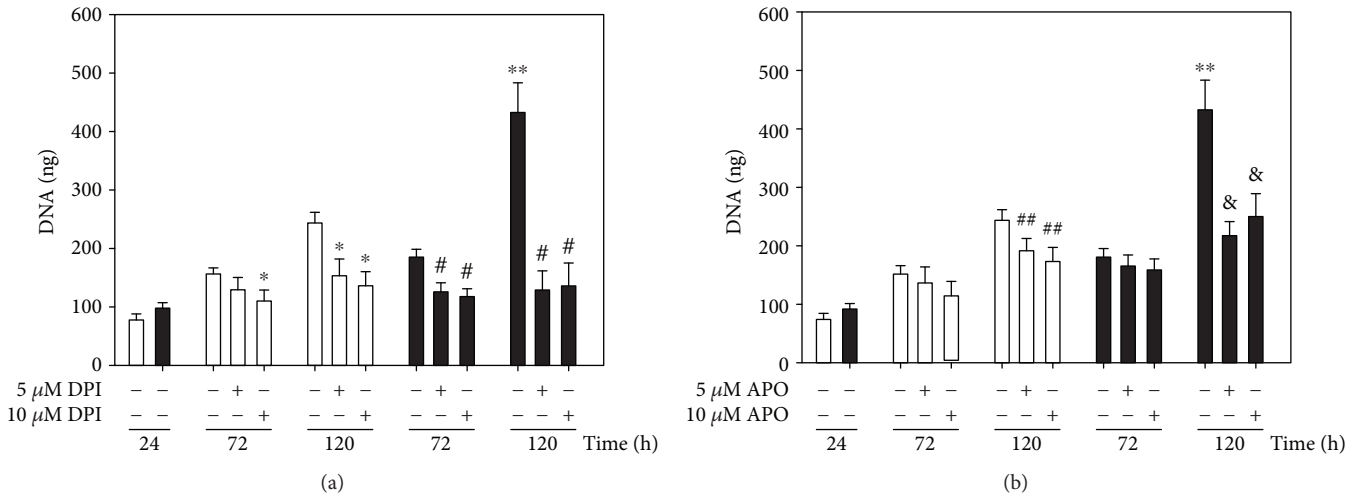 600
500
400
300
200
100
0
DNA (ng)
**
* * * # # # #
5 μM DPI − − − + − − + − − + − − + −
10 μM DPI − − − − + − − + − − + − − +
24 72 120 72 120 Time (h)
(a)
600
500
400
300
200
100
0
DNA (ng)
**
## ## & &
5 μM APO − − − + − − + − − + − − + −
10 μM APO − − − − + − − + − − + − − +
24 72 120 72 120 Time (h)
(b)